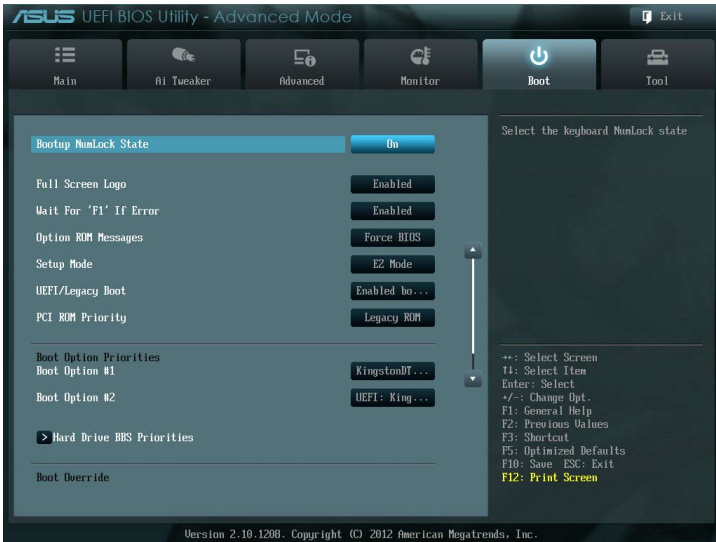 ASUS UEFI BIOS Utility - Advanced Mode
Exit
Main
Ai Tweaker
Advanced
Monitor
Boot
Tool
Bootup NumLock State On
Select the keyboard NumLock state
Full Screen Logo Enabled
Wait For 'F1' If Error Enabled
Option ROM Messages Force BIOS
Setup Mode EZ Mode
UEFI/Legacy Boot Enabled bo...
PCI ROM Priority Legacy ROM
Boot Option Priorities
Boot Option #1 KingstonDT...
Boot Option #2 UEFI: King...
> Hard Drive BBS Priorities
Boot Override
→←: Select Screen
↑↓: Select Item
Enter: Select
+/-: Change Opt.
F1: General Help
F2: Previous Values
F3: Shortcut
F5: Optimized Defaults
F10: Save ESC: Exit
F12: Print Screen
Version 2.10.1208. Copyright (C) 2012 American Megatrends, Inc.